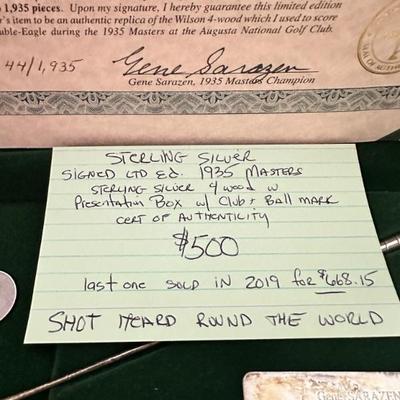 1,935 pieces. Upon my signature, I hereby guarantee this limited edition
r's item to be an authentic replica of the Wilson 4-wood which I used to score
uble-Eagle during the 1935 Masters at the Augusta National Golf Club.
44/1,935
Gene Sarazen
Gene Sarazen, 1935 Masters Champion
STERLING SILVER
SIGNED LTD Ed. 1935 MASTERS
STERLING SILVER 4 wood w
Presentation Box w/ Club & Ball mark
CERT OF AUTHENTICITY
$500
last one sold in 2019 for $668.15
SHOT HEARD ROUND THE WORLD
Gene SARAZEN